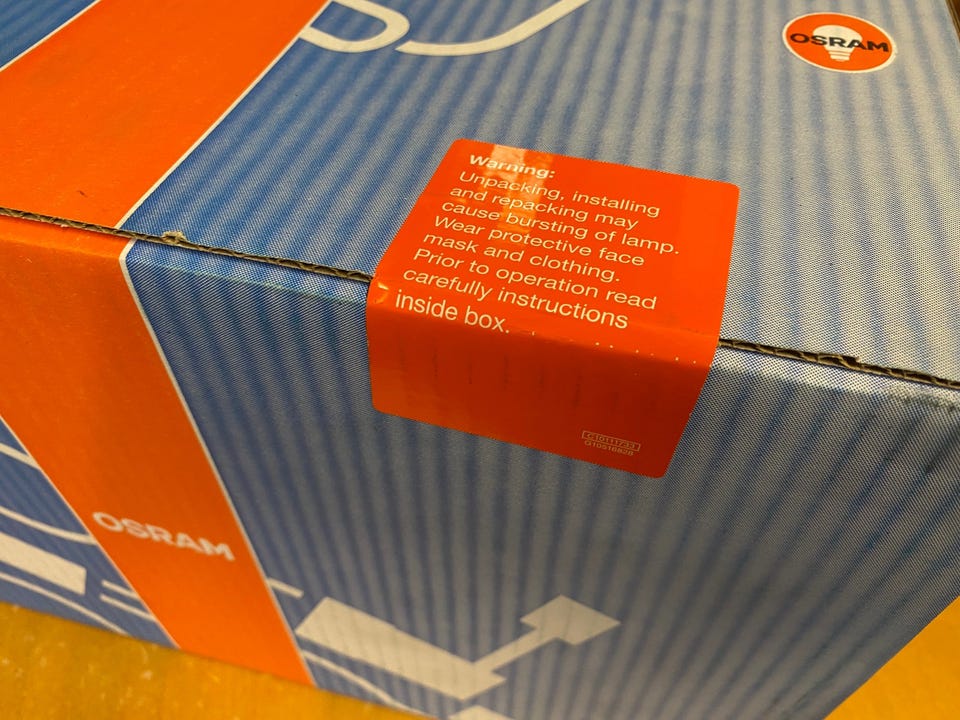 OSRAM
Warning:
Unpacking, installing
and repacking may
cause bursting of lamp.
Wear protective face
mask and clothing.
Prior to operation read
carefully instructions
inside box.
OSRAM